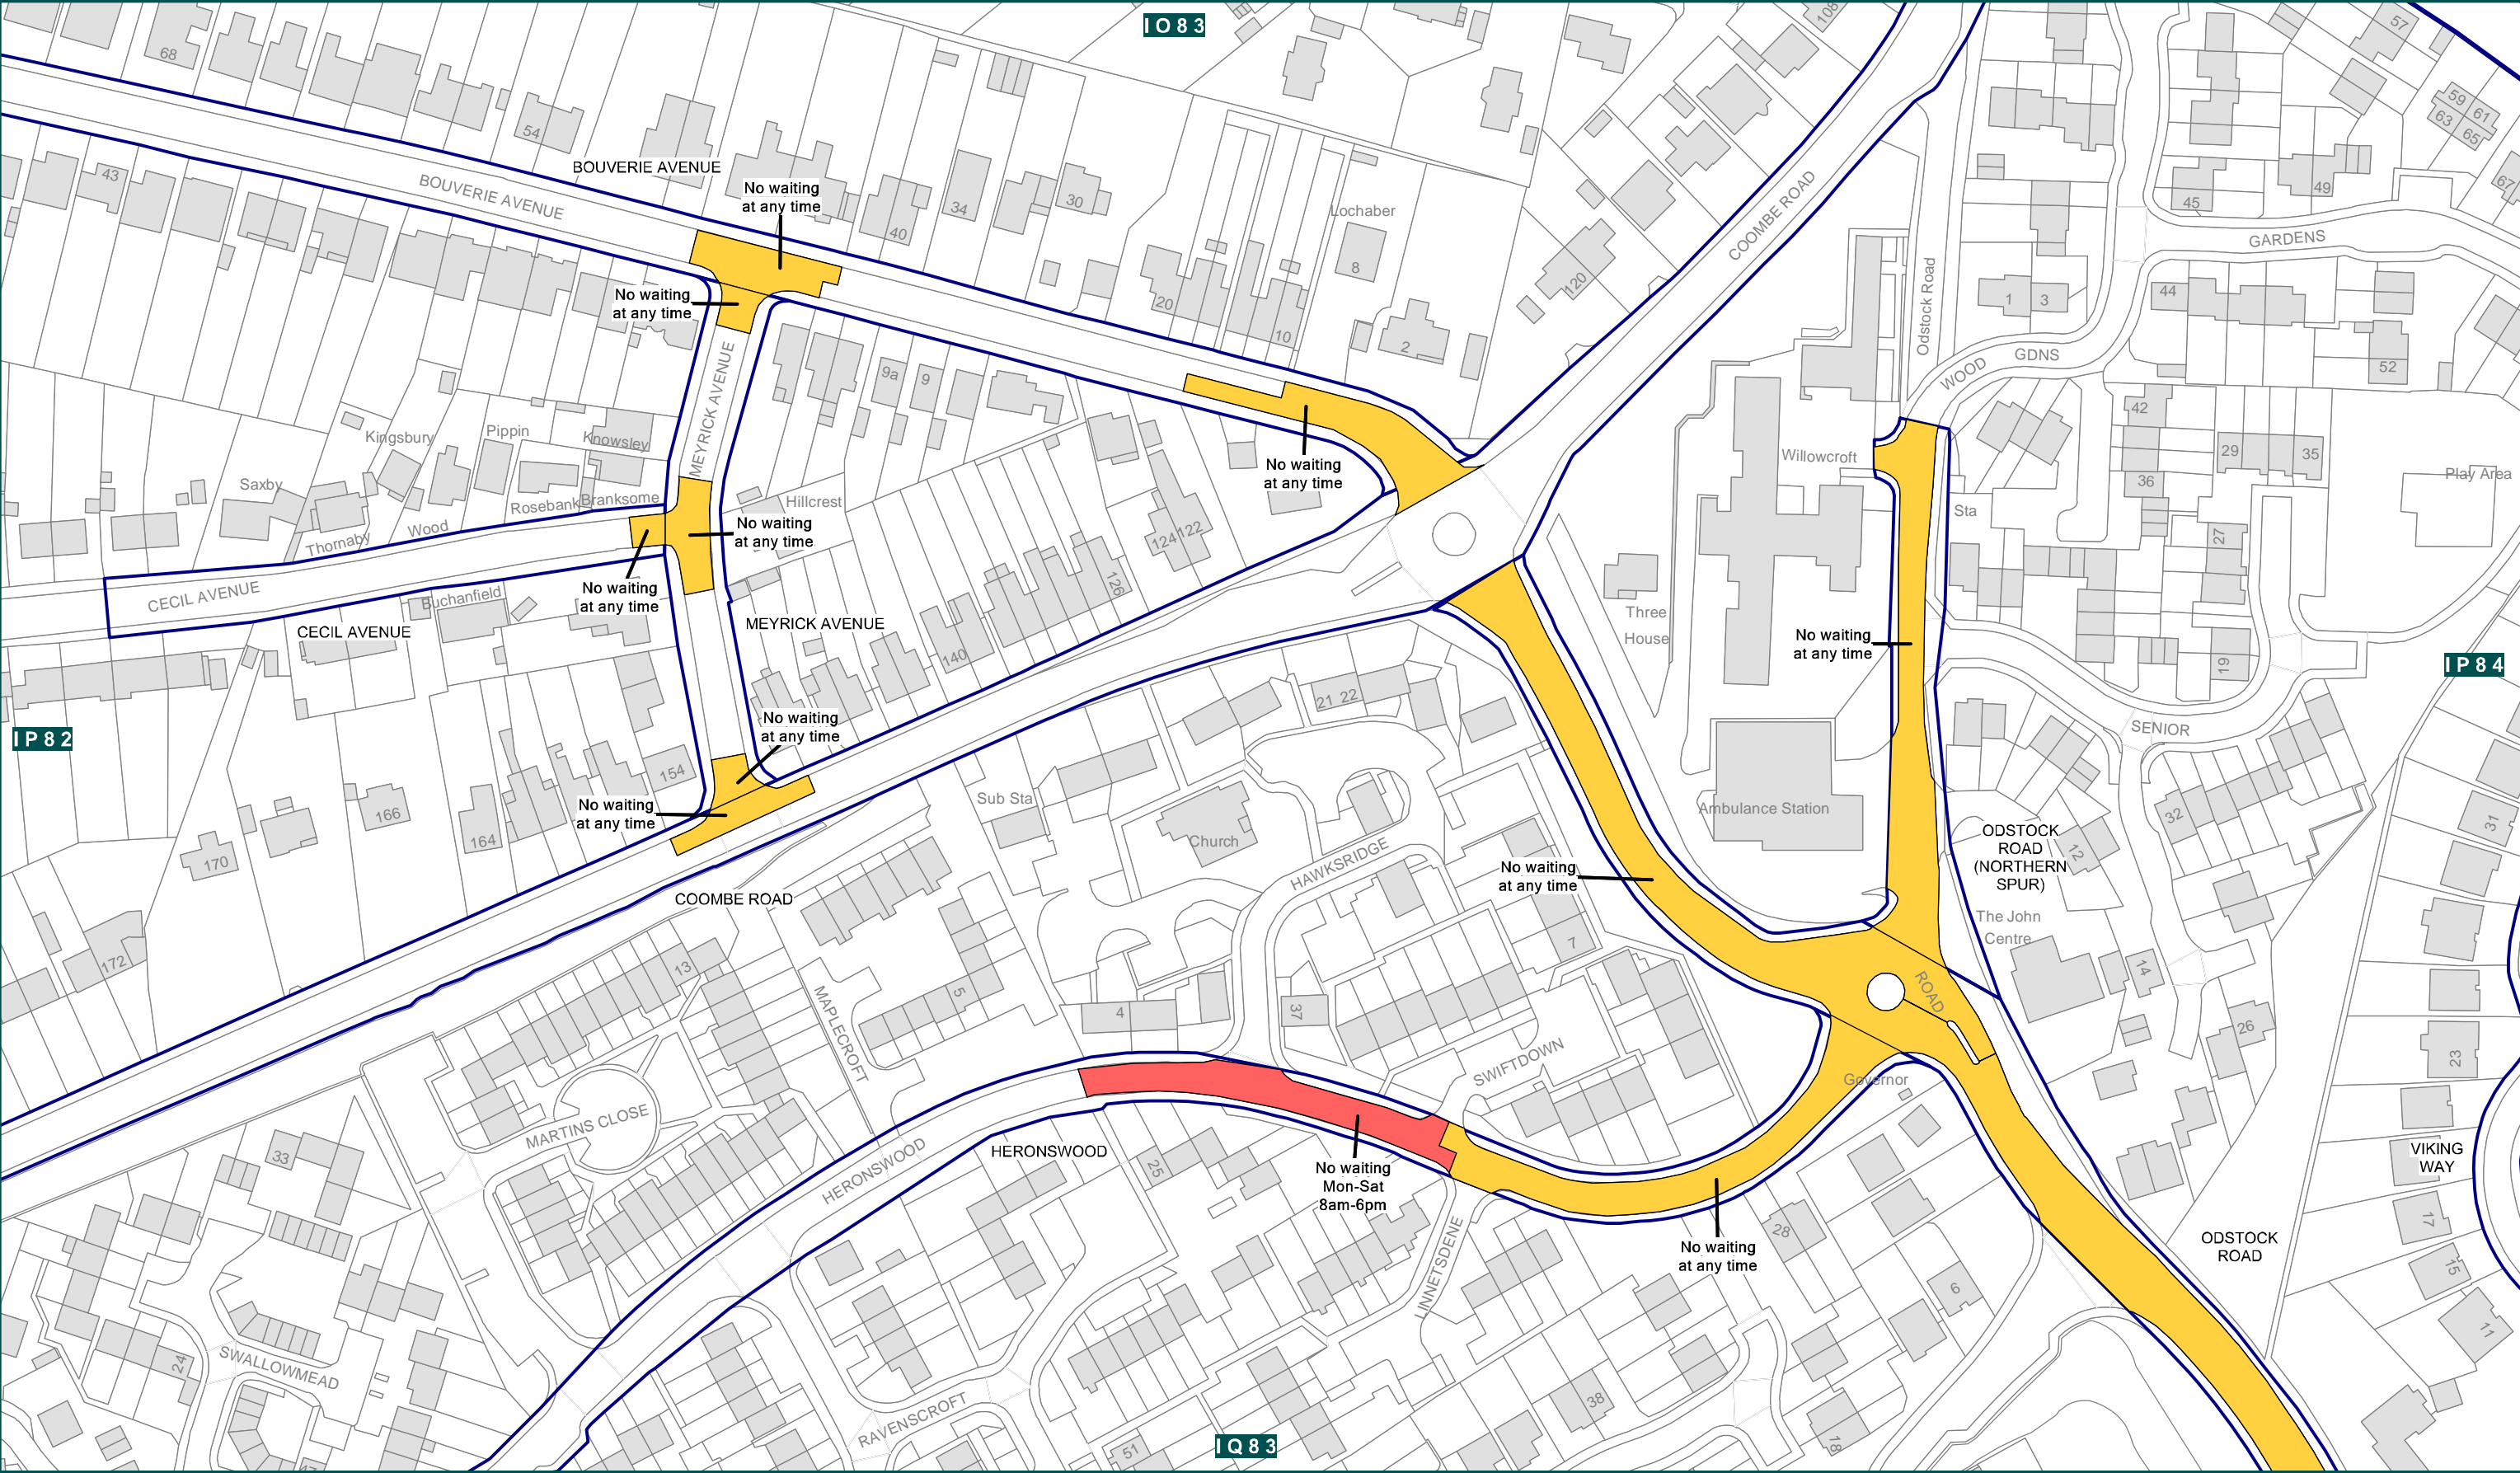 IO83
108
57
68
59 61
63 65
54
67
BOUVERIE AVENUE
43
BOUVERIE AVENUE
No waiting
at any time
COOMBE ROAD
49
45
34
30
40
Lochaber
GARDENS
8
120
Odstock Road
No waiting
at any time
20
10
44
1 3
2
GDNS
WOOD
52
MEYRICK AVENUE
9a
9
42
Kingsbury
Pippin
Knowsley
29
35
Willowcroft
Play Area
No waiting
at any time
36
Saxby
Rosebank
Branksome
Hillcrest
Sta
Wood
Thornaby
No waiting
at any time
124 122
27
126
CECIL AVENUE
No waiting
at any time
Buchanfield
CECIL AVENUE
MEYRICK AVENUE
Three
House
No waiting
at any time
140
19
IP84
21 22
IP82
No waiting
at any time
SENIOR
154
Sub Sta
Ambulance Station
No waiting
at any time
166
164
Church
32
31
ODSTOCK
ROAD
(NORTHERN
SPUR)
12
170
HAWKSRIDGE
No waiting
at any time
COOMBE ROAD
The John
Centre
172
13
7
14
5
4
37
ROAD
MAPLECROFT
26
23
SWIFTDOWN
Governor
MARTINS CLOSE
33
HERONSWOOD
HERONSWOOD
25
No waiting
Mon-Sat
8am-6pm
VIKING
WAY
17
LINNETSDENE
28
No waiting
at any time
ODSTOCK
ROAD
15
6
11
24
SWALLOWMEAD
38
RAVENSCROFT
51
IQ83
18